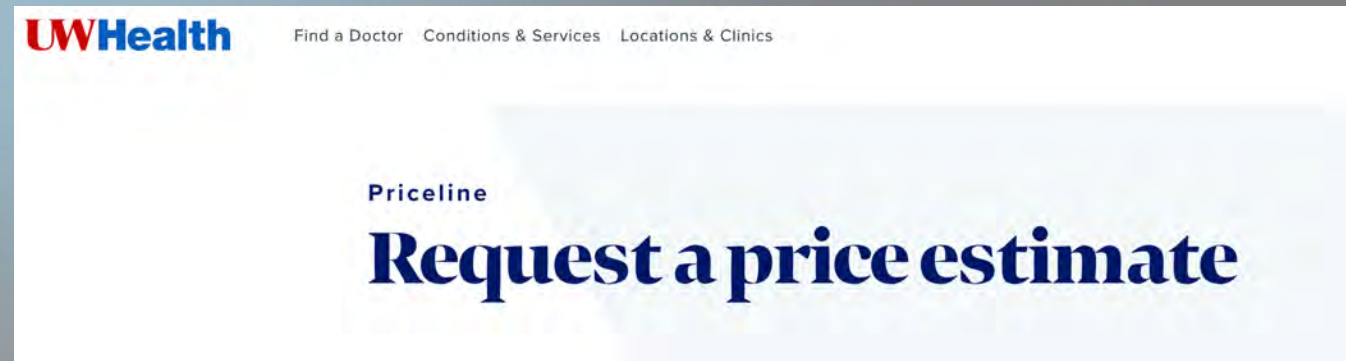 UWHealth
Find a Doctor Conditions & Services Locations & Clinics
Priceline
Request a price estimate